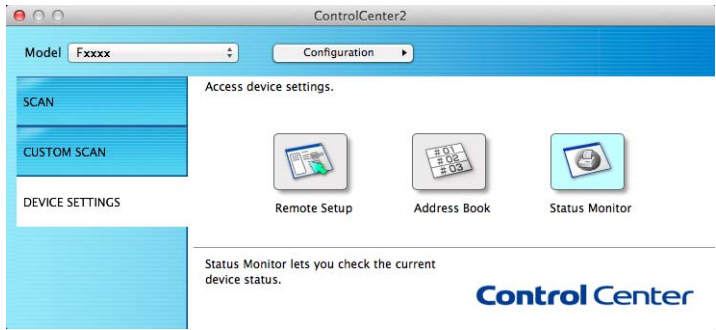 ControlCenter2
Model Fxxxx Configuration
SCAN
CUSTOM SCAN
DEVICE SETTINGS
Access device settings.
#01
#02
#03
Remote Setup Address Book Status Monitor
Status Monitor lets you check the current
device status.
Control Center